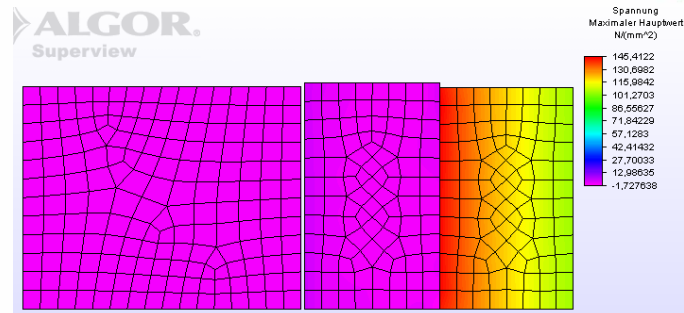 ALGOR.
Superview
Spannung
Maximaler Hauptwert
N/(mm^2)
145,4122
130,6982
115,9842
101,2703
86,55627
71,84229
57,1283
42,41432
27,70033
12,98635
-1,727638